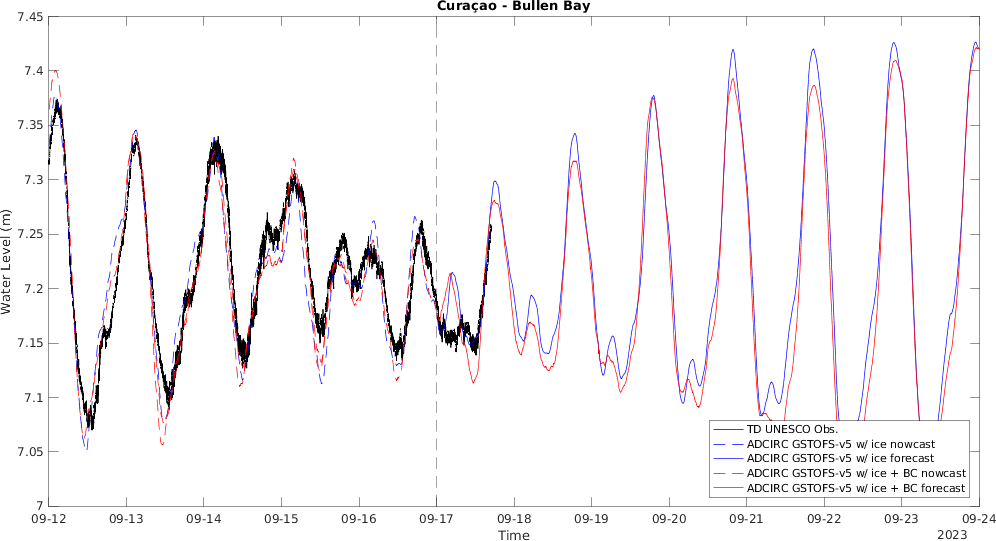 Curaçao - Bullen Bay
7.45
7.4
7.35
7.3
7.25
7.2
7.15
7.1
7.05
7
Water Level (m)
TD UNESCO Obs.
ADCIRC GSTOFS-v5 w/ ice nowcast
ADCIRC GSTOFS-v5 w/ ice forecast
ADCIRC GSTOFS-v5 w/ ice + BC nowcast
ADCIRC GSTOFS-v5 w/ ice + BC forecast
09-12 09-13 09-14 09-15 09-16 09-17 09-18 09-19 09-20 09-21 09-22 09-23 09-24
Time
2023